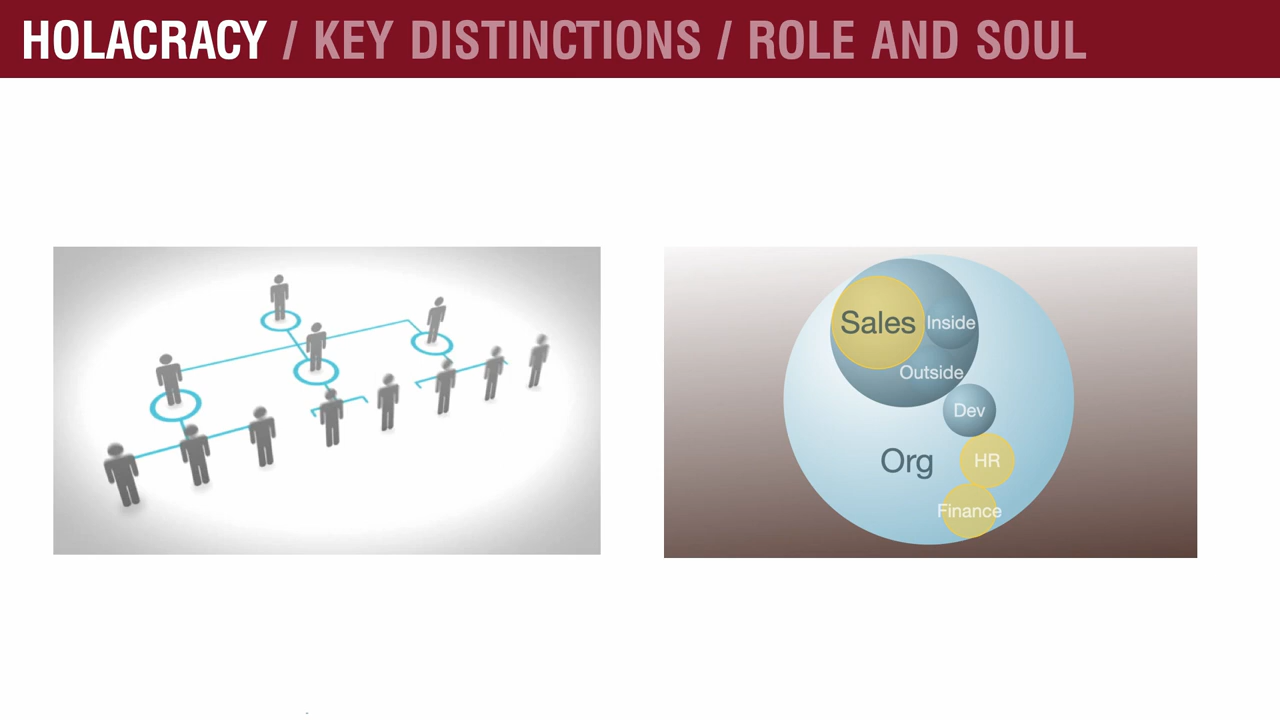 HOLACRACY / KEY DISTINCTIONS / ROLE AND SOUL
Sales
Inside
Outside
Dev
Org
HR
Finance